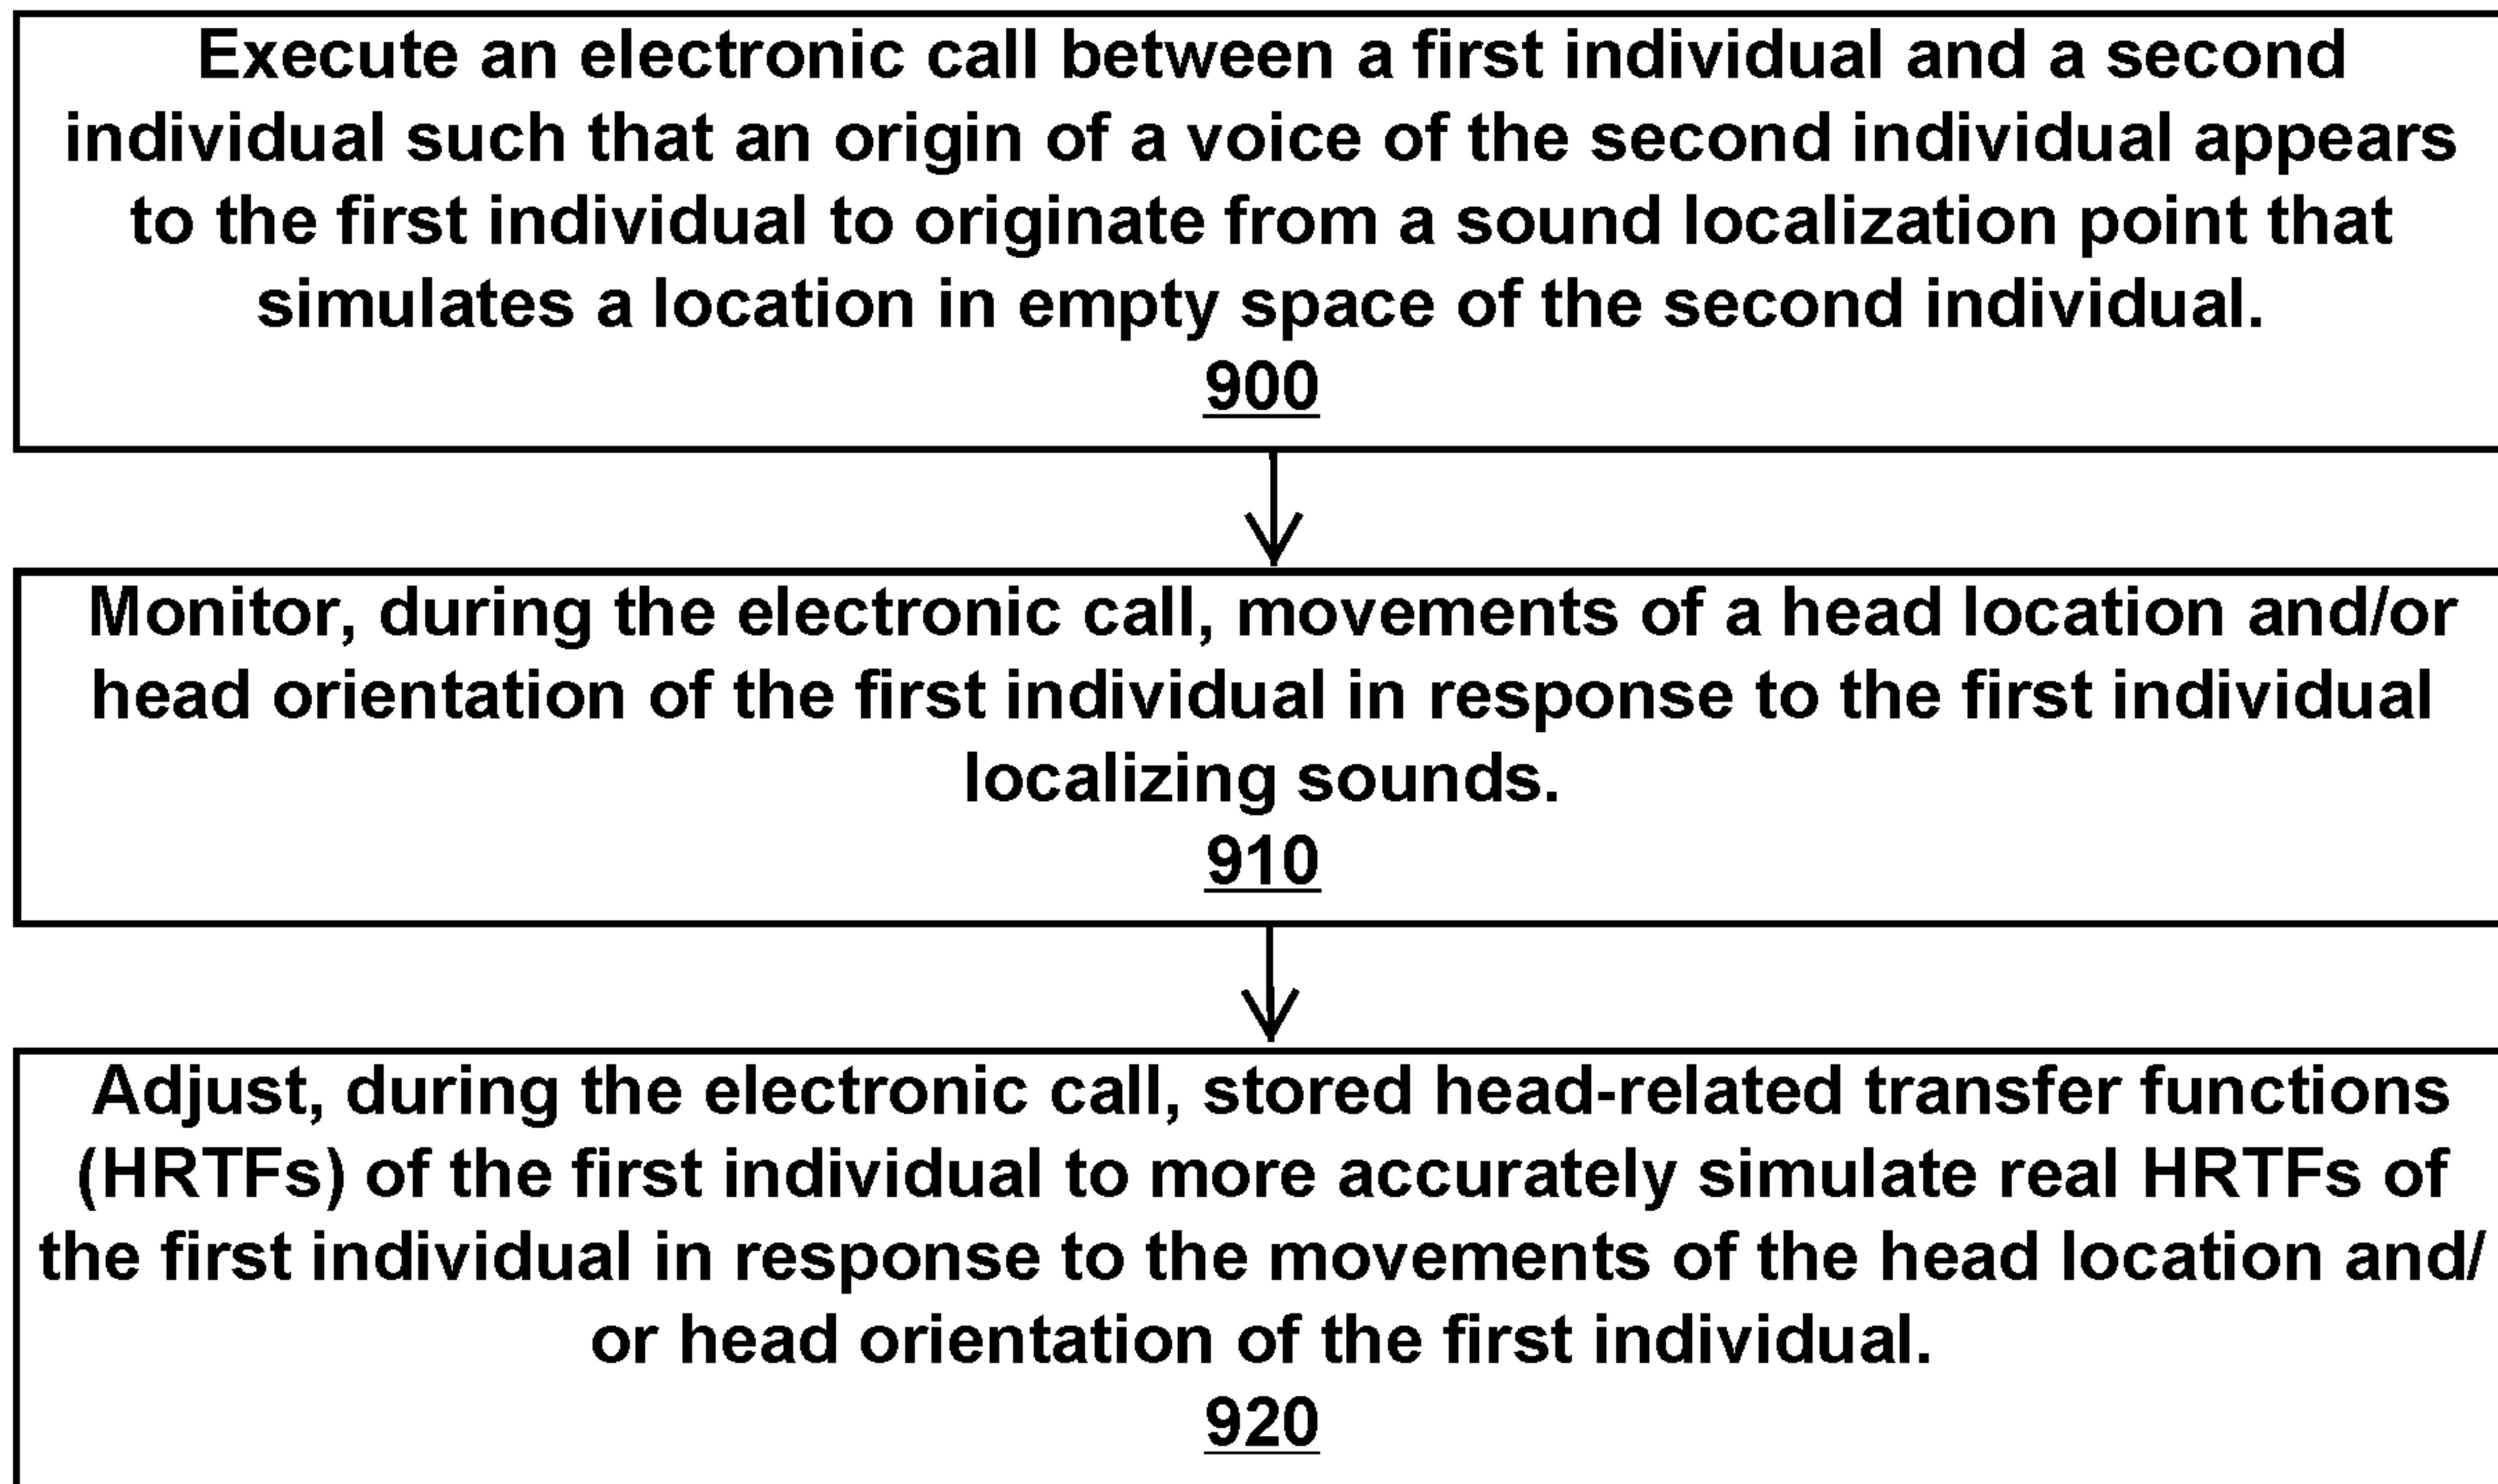 Execute an electronic call between a first individual and a second
individual such that an origin of a voice of the second individual appears
to the first individual to originate from a sound localization point that
simulates a location in empty space of the second individual.
900
Monitor, during the electronic call, movements of a head location and/or
head orientation of the first individual in response to the first individual
localizing sounds.
910
Adjust, during the electronic call, stored head-related transfer functions
(HRTFs) of the first individual to more accurately simulate real HRTFs of
the first individual in response to the movements of the head location and/
or head orientation of the first individual.
920